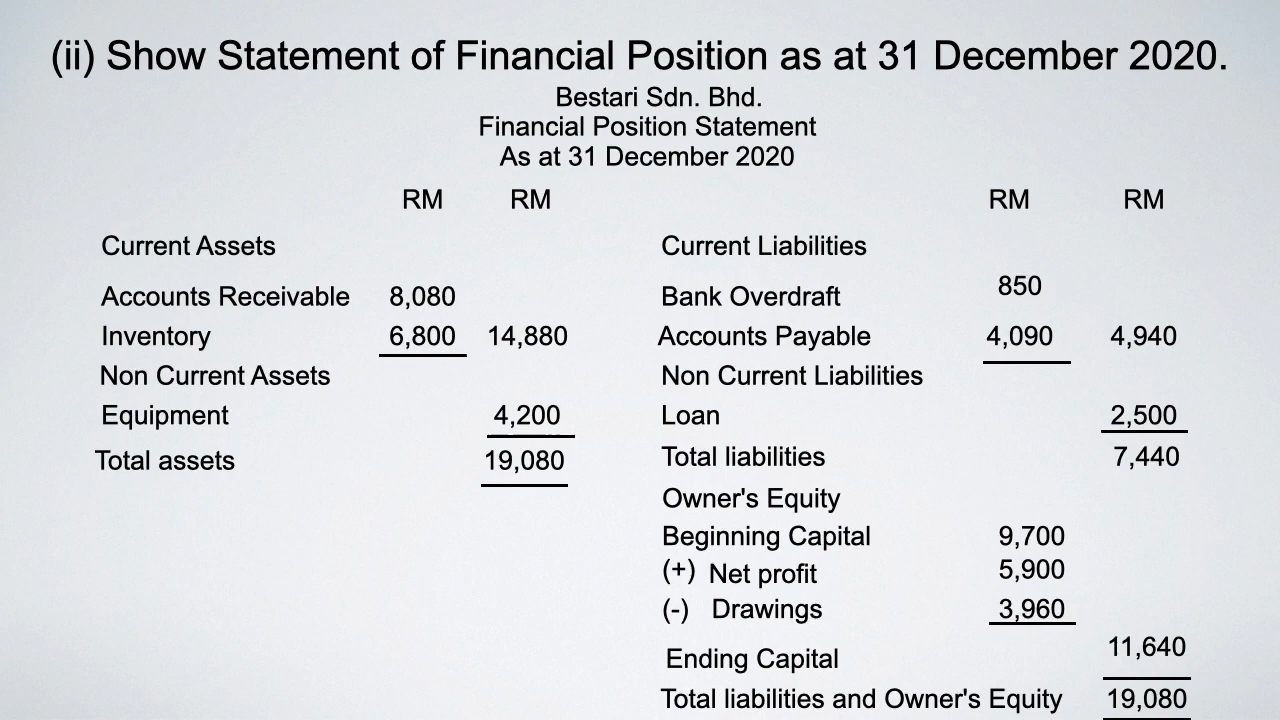 (ii) Show Statement of Financial Position as at 31 December 2020.
Bestari Sdn. Bhd.
Financial Position Statement
As at 31 December 2020
RM RM
Current Assets
Accounts Receivable 8,080
Inventory 6,800 14,880
Non Current Assets
Equipment 4,200
Total assets 19,080
RM RM
Current Liabilities
Bank Overdraft 850
Accounts Payable 4,090 4,940
Non Current Liabilities
Loan 2,500
Total liabilities 7,440
Owner's Equity
Beginning Capital 9,700
(+) Net profit 5,900
(-) Drawings 3,960
Ending Capital 11,640
Total liabilities and Owner's Equity 19,080